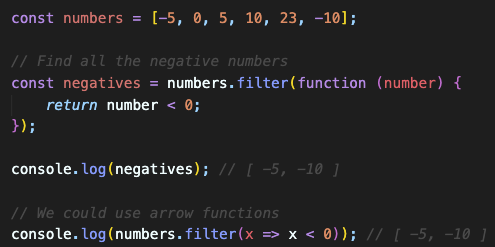 const numbers = [-5, 0, 5, 10, 23, -10];
// Find all the negative numbers
const negatives = numbers.filter(function (number) {
    return number < 0;
});
console.log(negatives); // [ -5, -10 ]
// We could use arrow functions
console.log(numbers.filter(x => x < 0)); // [ -5, -10 ]